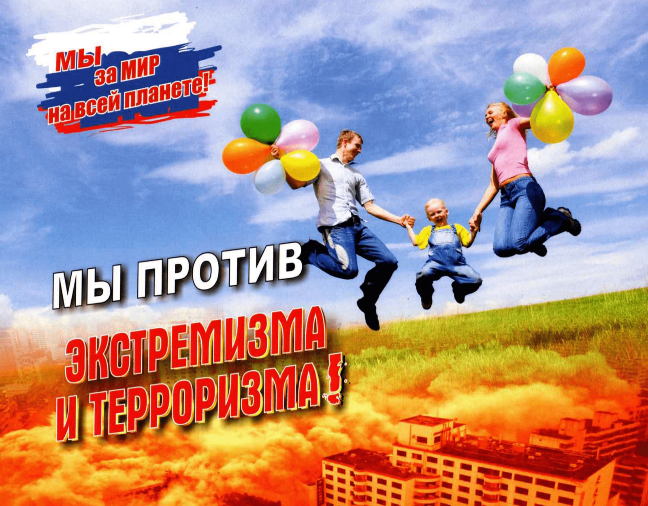 МЫ
за МИР
на всей планете!
МЫ ПРОТИВ
ЭКСТРЕМИЗМА
И ТЕРРОРИЗМА!